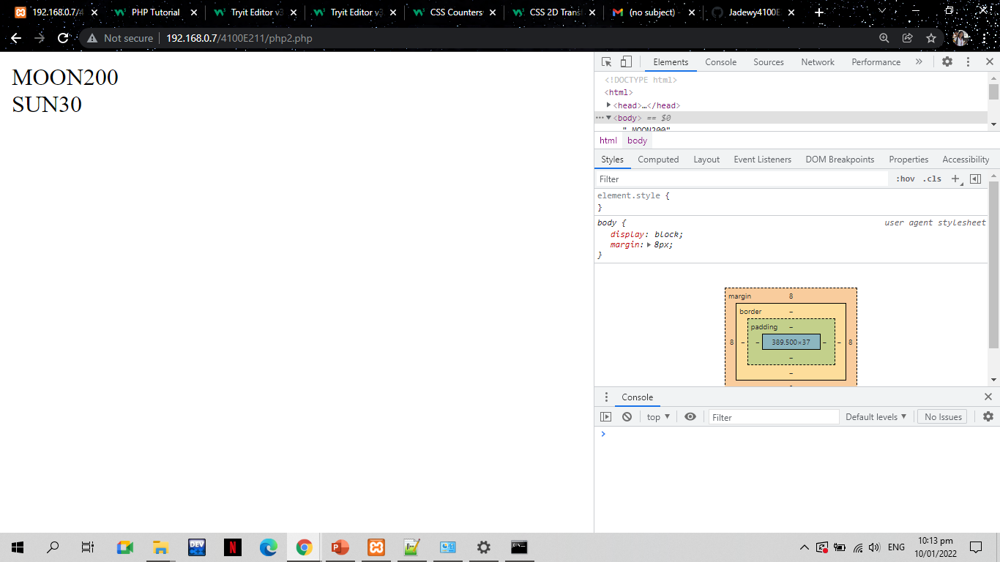 192.168.0.7/4
PHP Tutorial
Tryit Editor v3
Tryit Editor v3
CSS Counters
CSS 2D Transf
(no subject)
Jadewy4100E
Not secure 192.168.0.7/4100E211/php2.php
MOON200
SUN30
Elements Console Sources Network Performance »
<!DOCTYPE html>
<html>
<head>…</head>
<body> == $0
" MOON200"
html body
Styles Computed Layout Event Listeners DOM Breakpoints Properties Accessibility
Filter :hov .cls +
element.style {
}
body { user agent stylesheet
display: block;
margin: 8px;
}
margin 8
border –
padding –
8 – – 389.500×37 – – 8
–
–
Console
top Filter Default levels No Issues
>
DEV C++
N
ENG
10:13 pm
10/01/2022